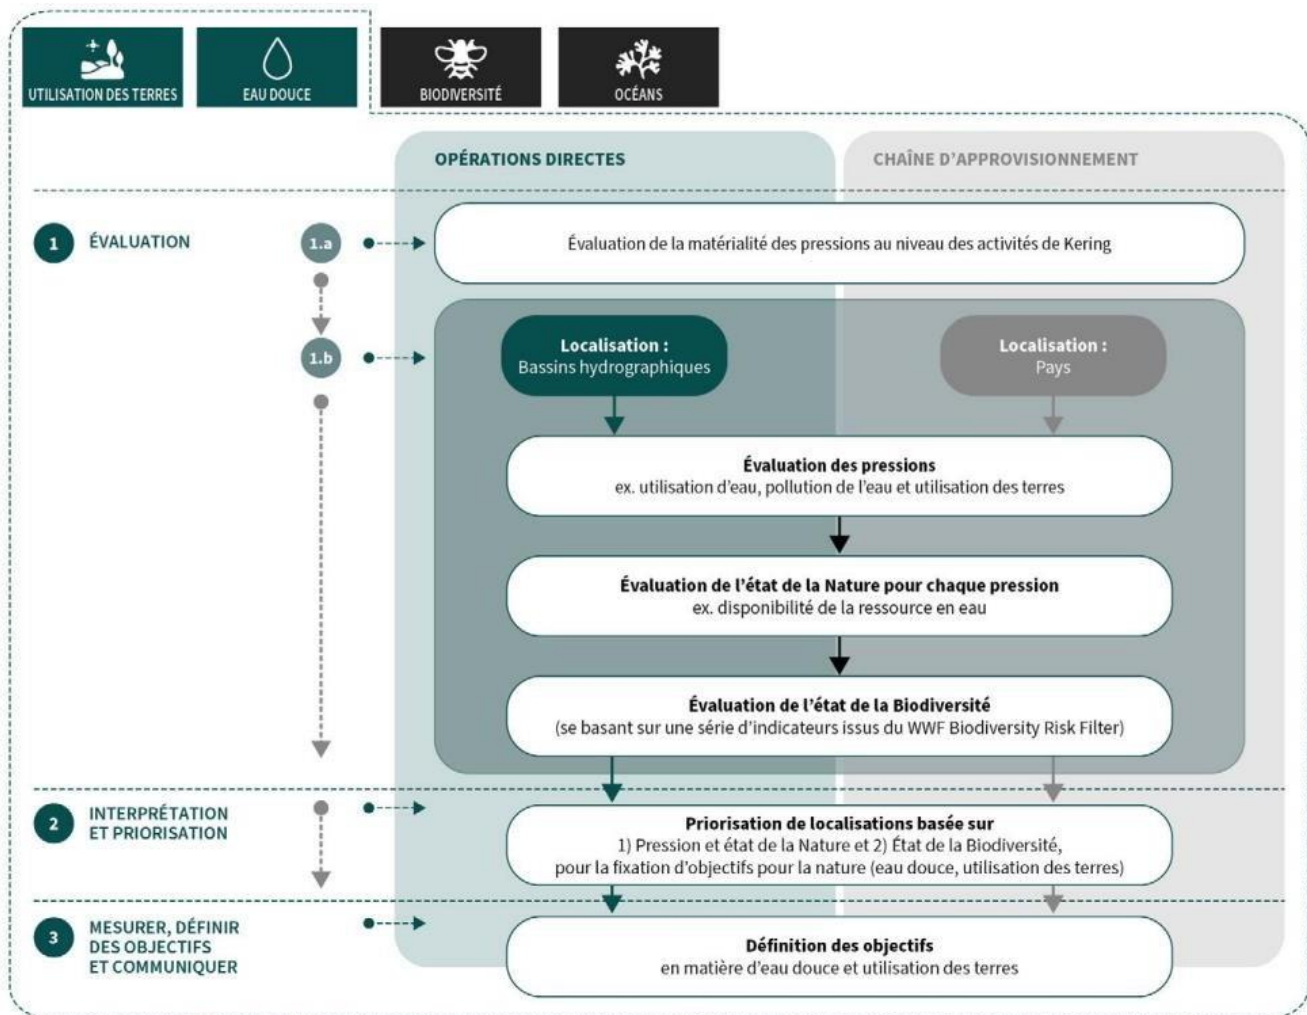 UTILISATION DES TERRES
EAU DOUCE
BIODIVERSITÉ
OCÉANS
OPÉRATIONS DIRECTES
CHAÎNE D'APPROVISIONNEMENT
1
ÉVALUATION
1.a
Évaluation de la matérialité des pressions au niveau des activités de Kering
1.b
Localisation :
Bassins hydrographiques
Localisation :
Pays
Évaluation des pressions
ex. utilisation d'eau, pollution de l'eau et utilisation des terres
Évaluation de l'état de la Nature pour chaque pression
ex. disponibilité de la ressource en eau
Évaluation de l'état de la Biodiversité
(se basant sur une série d'indicateurs issus du WWF Biodiversity Risk Filter)
2
INTERPRÉTATION
ET PRIORISATION
Priorisation de localisations basée sur
1) Pression et état de la Nature et 2) État de la Biodiversité,
pour la fixation d'objectifs pour la nature (eau douce, utilisation des terres)
3
MESURER, DÉFINIR
DES OBJECTIFS
ET COMMUNIQUER
Définition des objectifs
en matière d'eau douce et utilisation des terres